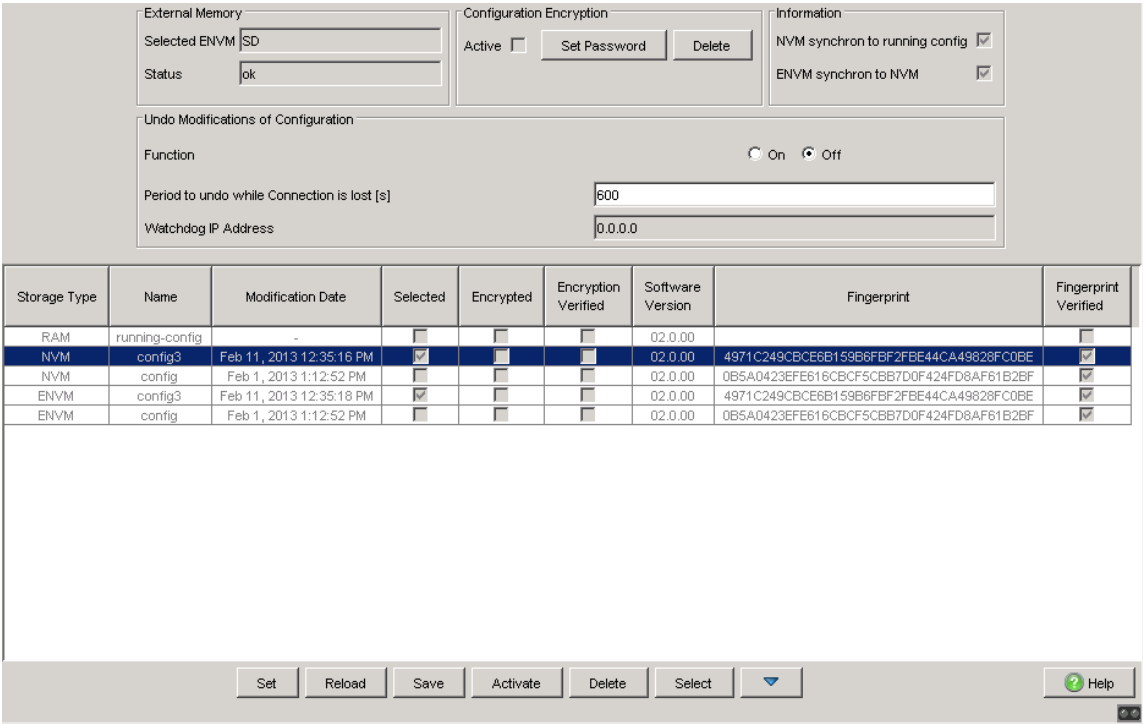 External Memory
Selected ENVM SD
Status ok
Configuration Encryption
Active Set Password Delete
Information
NVM synchron to running config
ENVM synchron to NVM
Undo Modifications of Configuration
Function On Off
Period to undo while Connection is lost [s] 600
Watchdog IP Address 0.0.0.0
Storage Type Name Modification Date Selected Encrypted Encryption Verified Software Version Fingerprint Fingerprint Verified
RAM running-config - 02.0.00
NVM config3 Feb 11, 2013 12:35:16 PM 02.0.00 4971C249CBCE6B159B6FBF2FBE44CA49828FC0BE
NVM config Feb 1, 2013 1:12:52 PM 02.0.00 0B5A0423EFE616CBCF5CBB7D0F424FD8AF61B2BF
ENVM config3 Feb 11, 2013 12:35:18 PM 02.0.00 4971C249CBCE6B159B6FBF2FBE44CA49828FC0BE
ENVM config Feb 1, 2013 1:12:52 PM 02.0.00 0B5A0423EFE616CBCF5CBB7D0F424FD8AF61B2BF
Set Reload Save Activate Delete Select Help